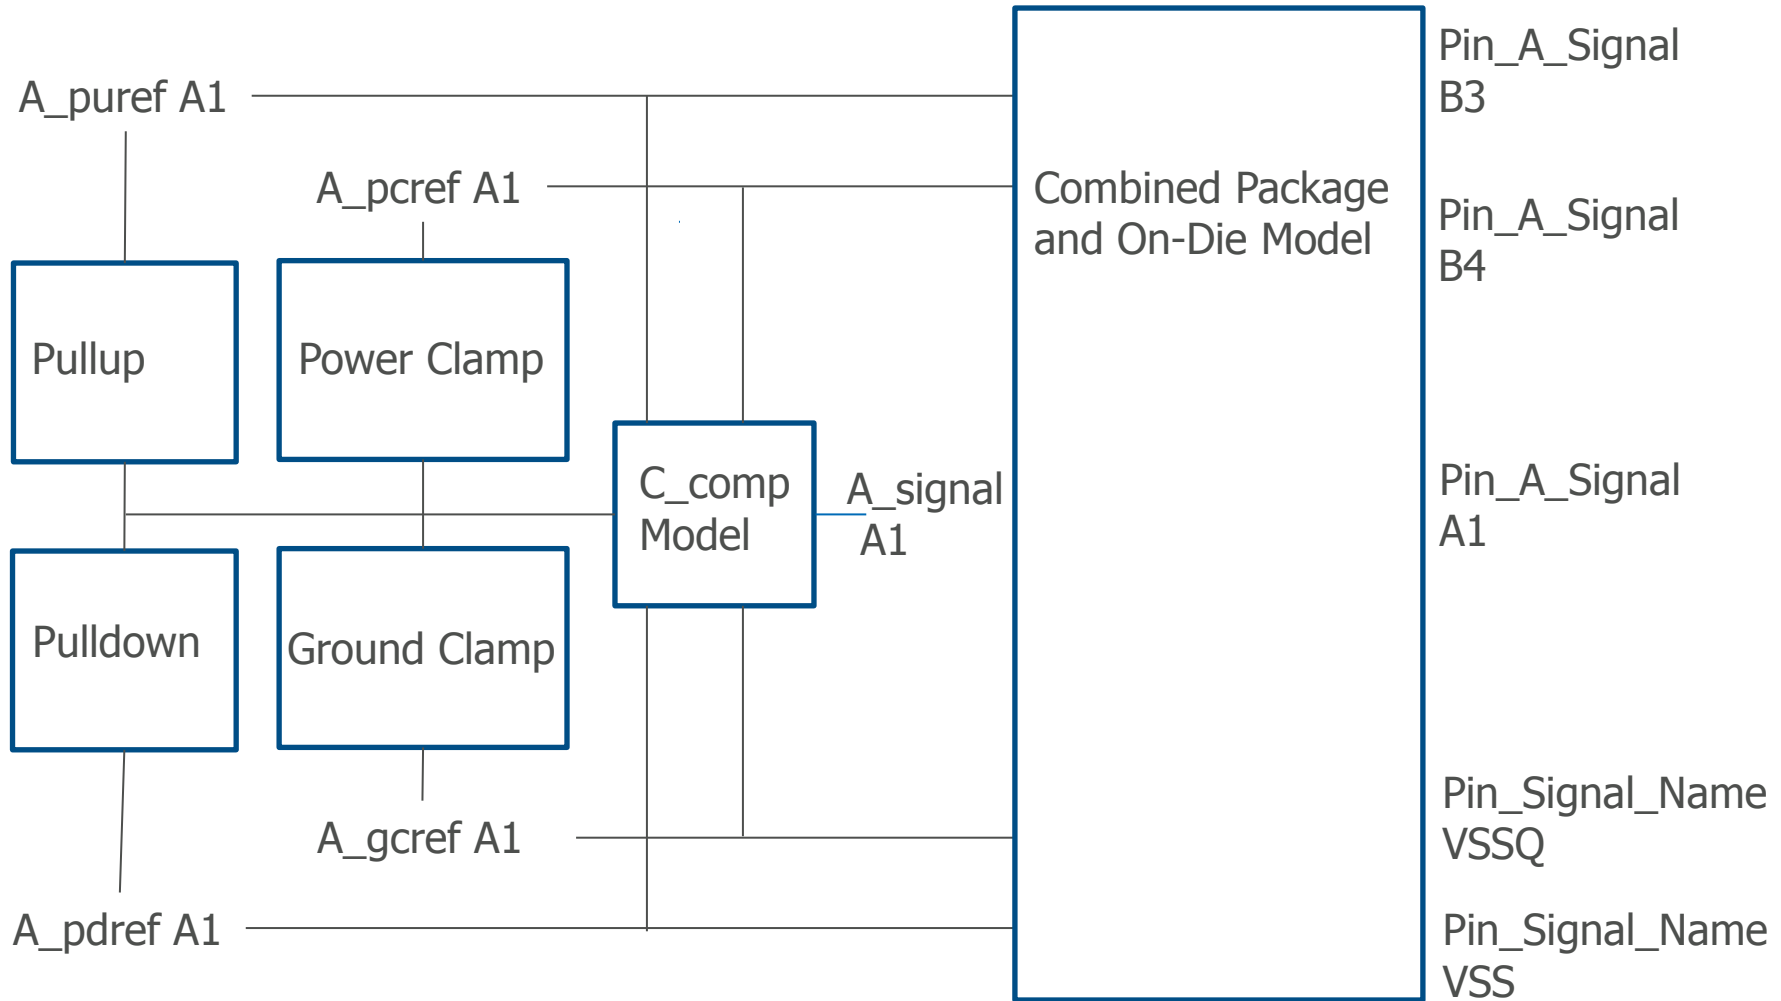 Pin_A_Signal
B3
A_puref A1
A_pcref A1
Combined Package
and On-Die Model
Pin_A_Signal
B4
Pullup
Power Clamp
C_comp
Model
A_signal
A1
Pin_A_Signal
A1
Pulldown
Ground Clamp
A_gcref A1
Pin_Signal_Name
VSSQ
A_pdref A1
Pin_Signal_Name
VSS